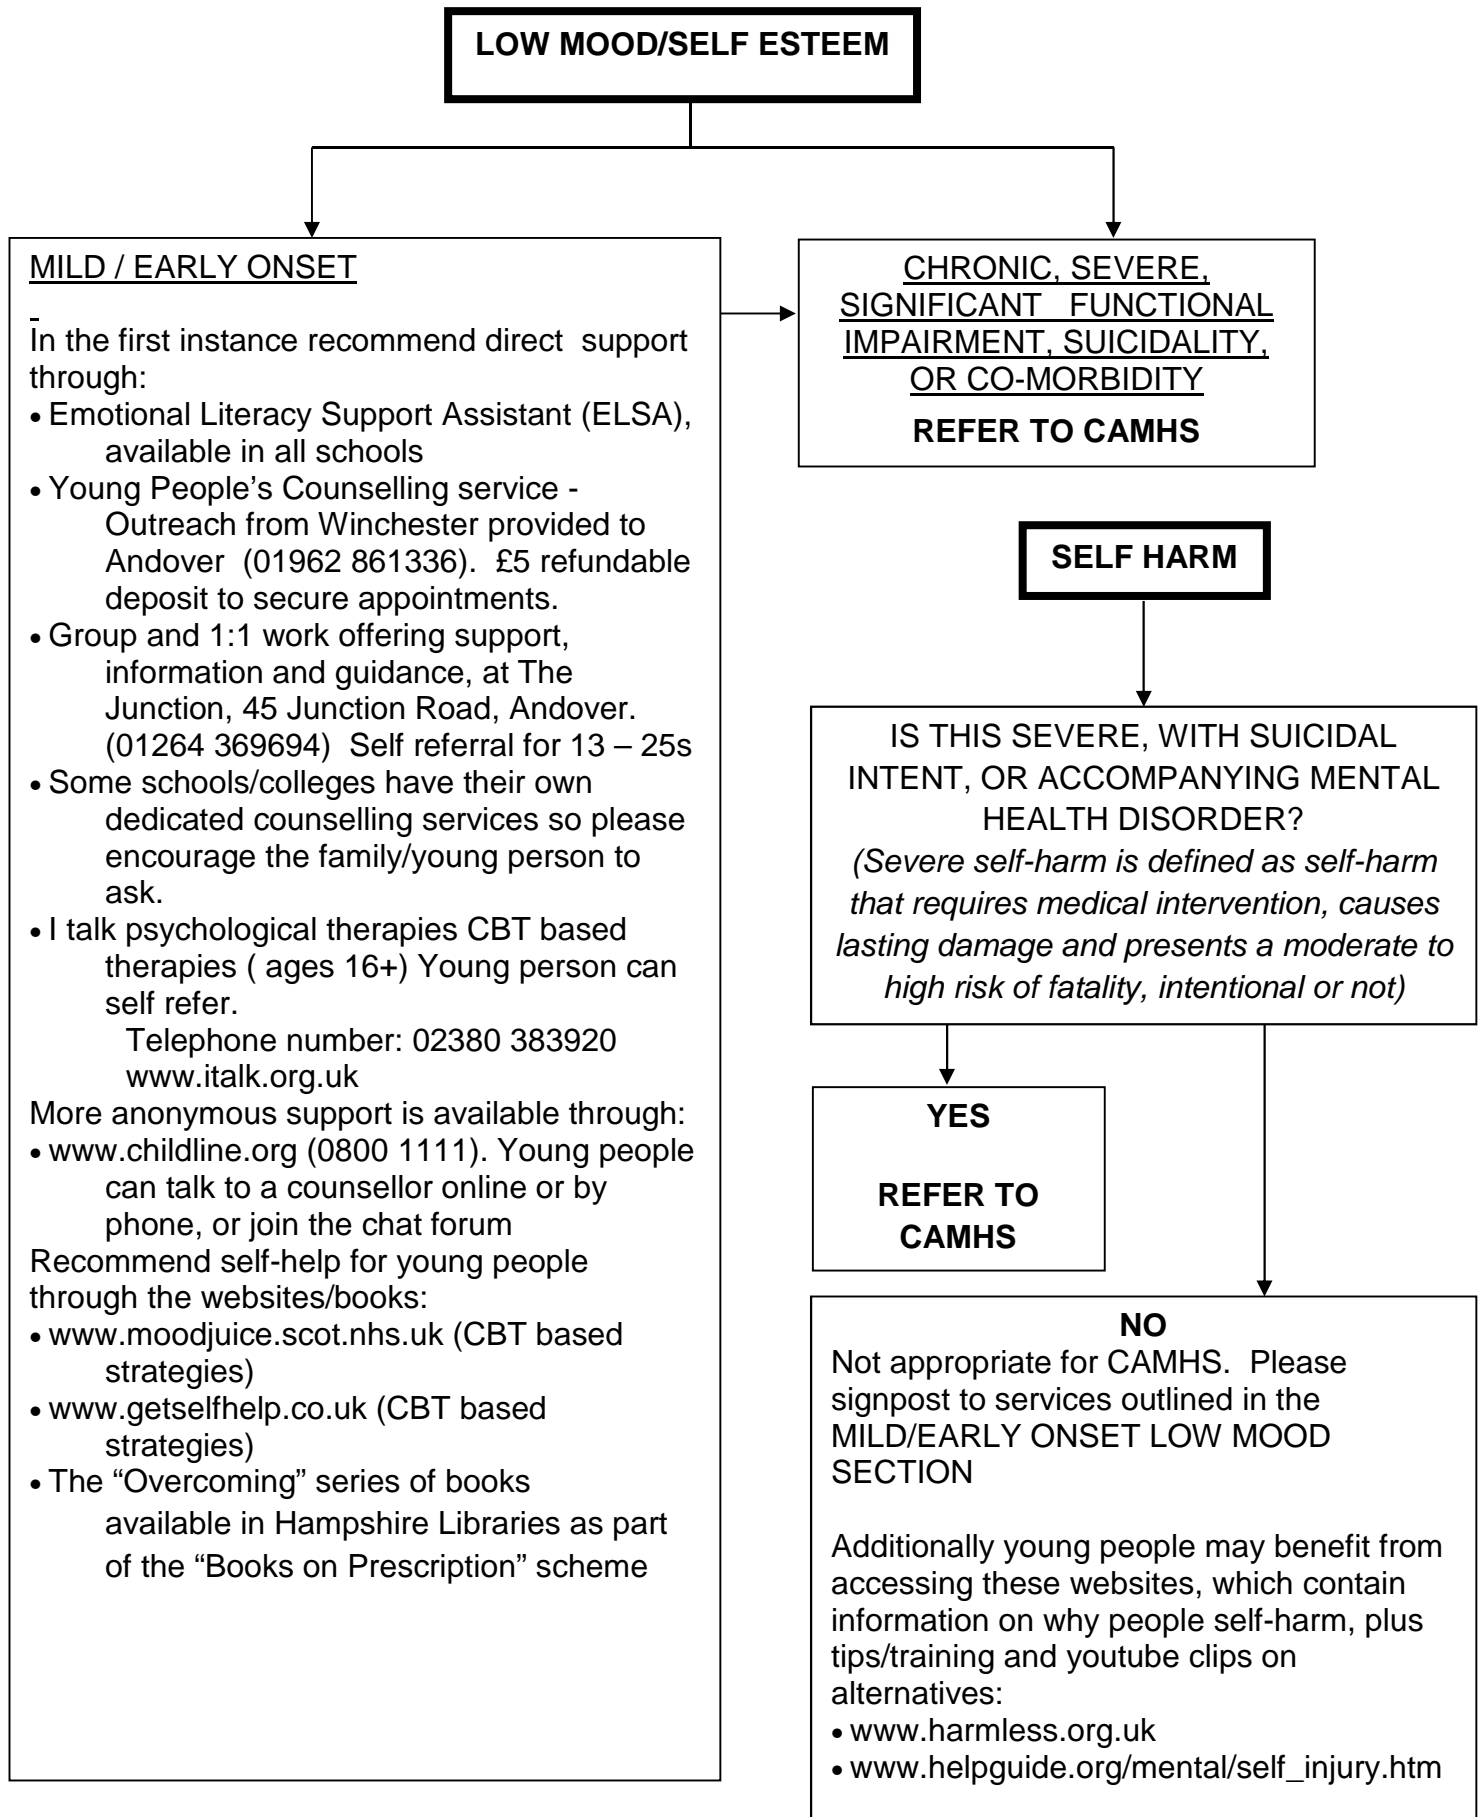 LOW MOOD/SELF ESTEEM
MILD / EARLY ONSET
In the first instance recommend direct support
through:
• Emotional Literacy Support Assistant (ELSA),
available in all schools
• Young People’s Counselling service -
Outreach from Winchester provided to
Andover (01962 861336). £5 refundable
deposit to secure appointments.
• Group and 1:1 work offering support,
information and guidance, at The
Junction, 45 Junction Road, Andover.
(01264 369694) Self referral for 13 – 25s
• Some schools/colleges have their own
dedicated counselling services so please
encourage the family/young person to
ask.
• I talk psychological therapies CBT based
therapies ( ages 16+) Young person can
self refer.
Telephone number: 02380 383920
www.italk.org.uk
More anonymous support is available through:
• www.childline.org (0800 1111). Young people
can talk to a counsellor online or by
phone, or join the chat forum
Recommend self-help for young people
through the websites/books:
• www.moodjuice.scot.nhs.uk (CBT based
strategies)
• www.getselfhelp.co.uk (CBT based
strategies)
• The “Overcoming” series of books
available in Hampshire Libraries as part
of the “Books on Prescription” scheme
CHRONIC, SEVERE,
SIGNIFICANT FUNCTIONAL
IMPAIRMENT, SUICIDALITY,
OR CO-MORBIDITY
REFER TO CAMHS
SELF HARM
IS THIS SEVERE, WITH SUICIDAL
INTENT, OR ACCOMPANYING MENTAL
HEALTH DISORDER?
(Severe self-harm is defined as self-harm
that requires medical intervention, causes
lasting damage and presents a moderate to
high risk of fatality, intentional or not)
YES
REFER TO
CAMHS
NO
Not appropriate for CAMHS. Please
signpost to services outlined in the
MILD/EARLY ONSET LOW MOOD
SECTION
Additionally young people may benefit from
accessing these websites, which contain
information on why people self-harm, plus
tips/training and youtube clips on
alternatives:
• www.harmless.org.uk
• www.helpguide.org/mental/self_injury.htm